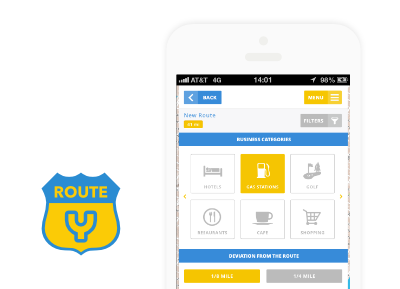 AT&T 4G 14:01 98%
BACK MENU
New Route
FILTERS
BUSINESS CATEGORIES
HOTELS GAS STATIONS GOLF
RESTAURANTS CAFE SHOPPING
DEVIATION FROM THE ROUTE
1/8 MILE 1/4 MILE
ROUTE
Y